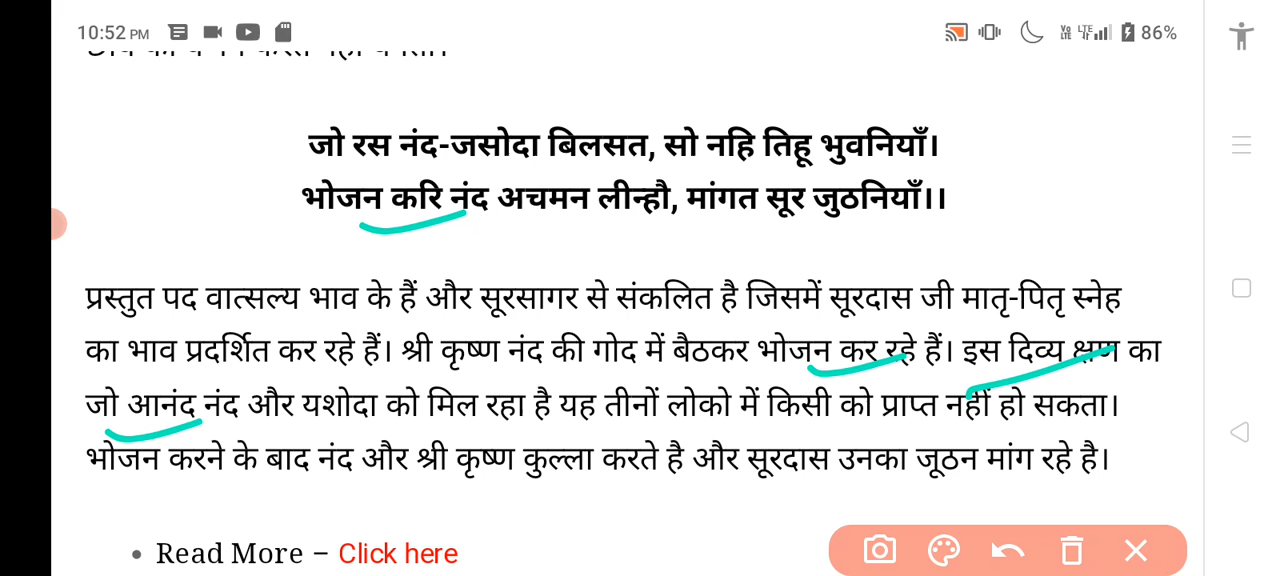 10:52 PM
86%
जो रस नंद-जसोदा बिलसत, सो नहि तिहू भुवनियाँ।
भोजन करि नंद अचमन लीन्हौ, मांगत सूर जुठनियाँ।।
प्रस्तुत पद वात्सल्य भाव के हैं और सूरसागर से संकलित है जिसमें सूरदास जी मातृ-पितृ स्नेह
का भाव प्रदर्शित कर रहे हैं। श्री कृष्ण नंद की गोद में बैठकर भोजन कर रहे हैं। इस दिव्य क्षण का
जो आनंद नंद और यशोदा को मिल रहा है यह तीनों लोको में किसी को प्राप्त नहीं हो सकता।
भोजन करने के बाद नंद और श्री कृष्ण कुल्ला करते है और सूरदास उनका जूठन मांग रहे है।
• Read More – Click here